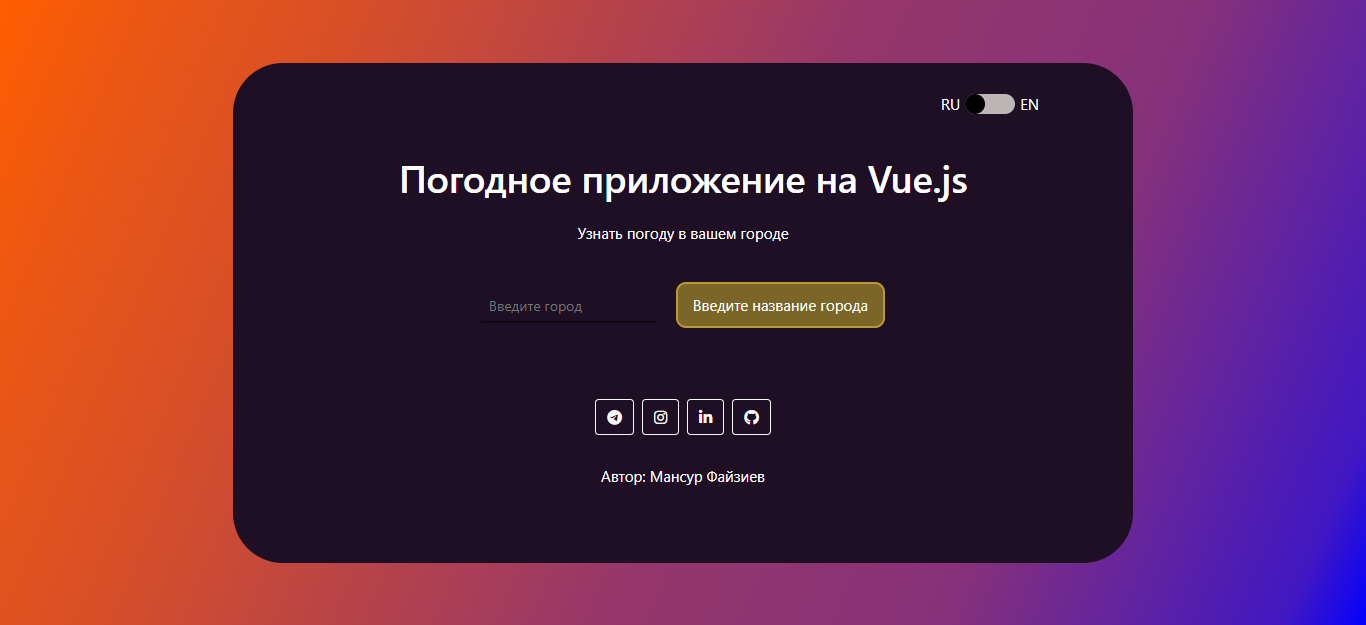 RU EN
Погодное приложение на Vue.js
Узнать погоду в вашем городе
Введите город Введите название города
Автор: Мансур Файзиев